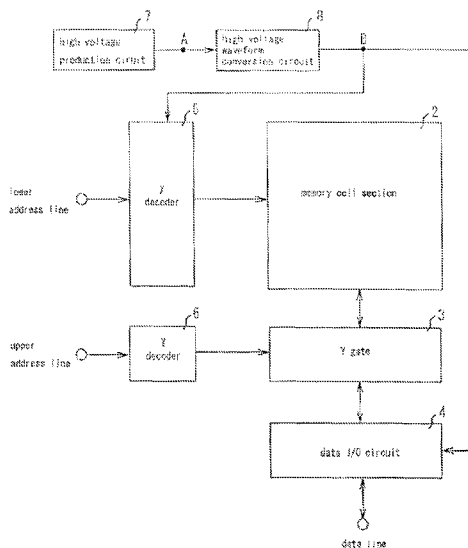 7
8
high voltage
production circuit
A
high voltage
waveform
conversion circuit
B
5
2
lower
address line
decoder
memory cell section
6
3
upper
address line
Y
decoder
Y gate
4
data I/O circuit
data line